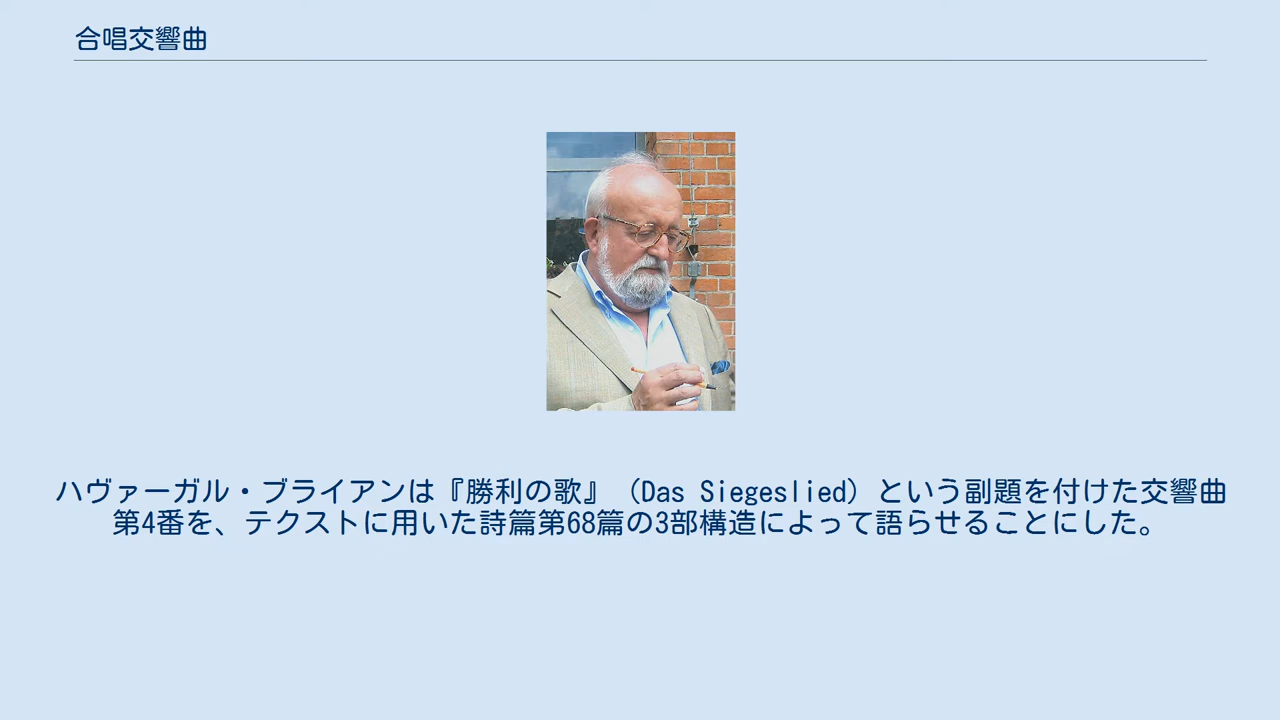 合唱交響曲
ハヴァーガル・ブライアンは『勝利の歌』（Das Siegeslied）という副題を付けた交響曲
第4番を、テクストに用いた詩篇第68篇の3部構造によって語らせることにした。